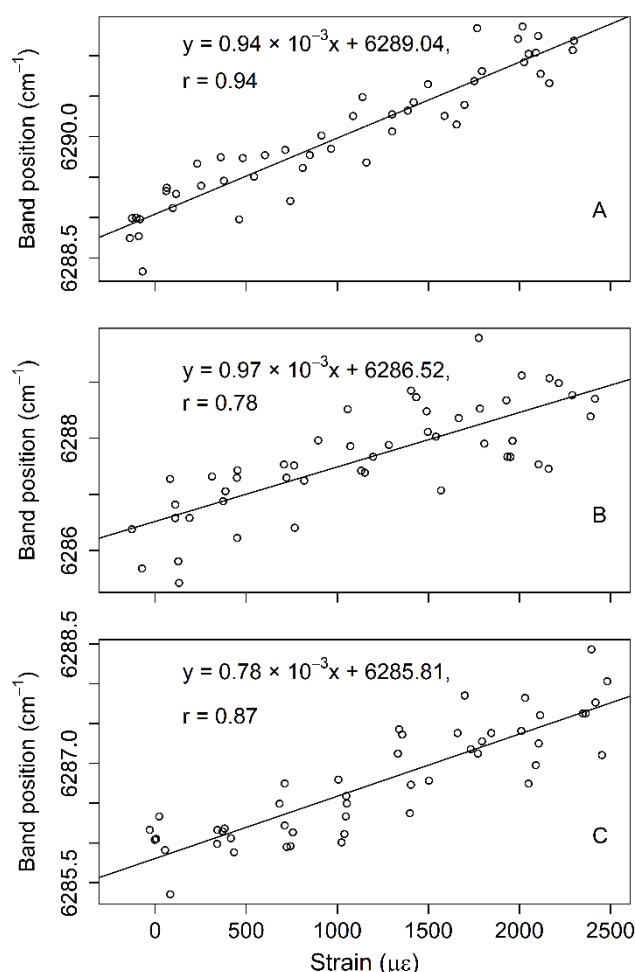 y = 0.94 × 10⁻³x + 6289.04,
r = 0.94
A
Band position (cm⁻¹)
6290.0
6288.5
y = 0.97 × 10⁻³x + 6286.52,
r = 0.78
B
Band position (cm⁻¹)
6288
6286
y = 0.78 × 10⁻³x + 6285.81,
r = 0.87
C
Band position (cm⁻¹)
6288.5
6287.0
6285.5
0 500 1000 1500 2000 2500
Strain (με)